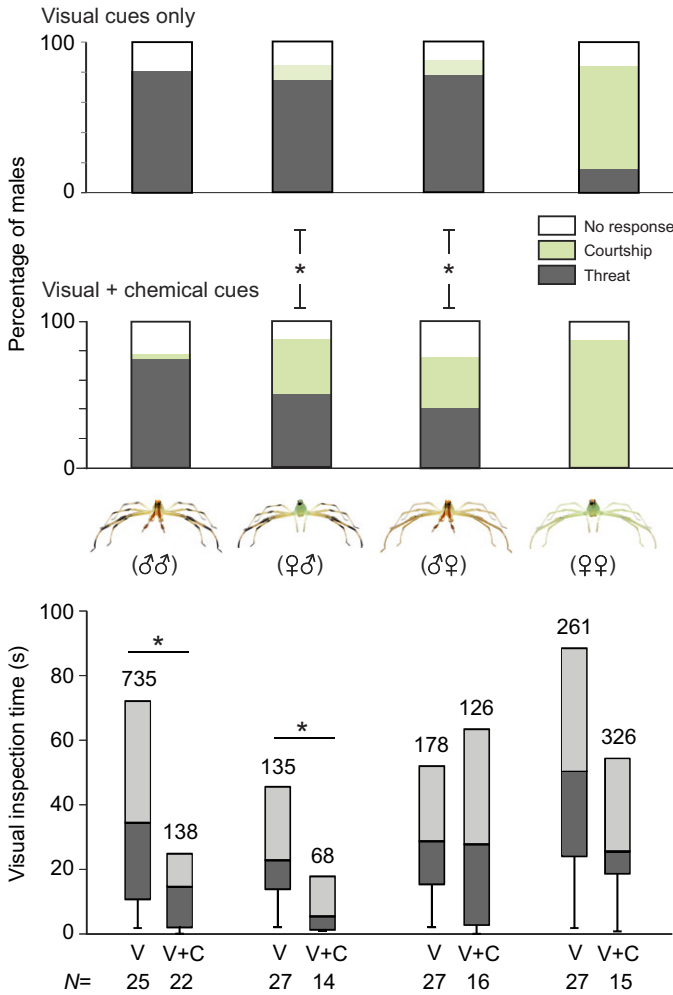 Visual cues only
100
0
Percentage of males
No response
Courtship
Threat
*
*
Visual + chemical cues
100
0
(♂♂)
(♀♂)
(♂♀)
(♀♀)
Visual inspection time (s)
100
80
60
40
20
0
*
735
138
*
135
68
178
126
261
326
V V+C V V+C V V+C V V+C
N= 25 22 27 14 27 16 27 15